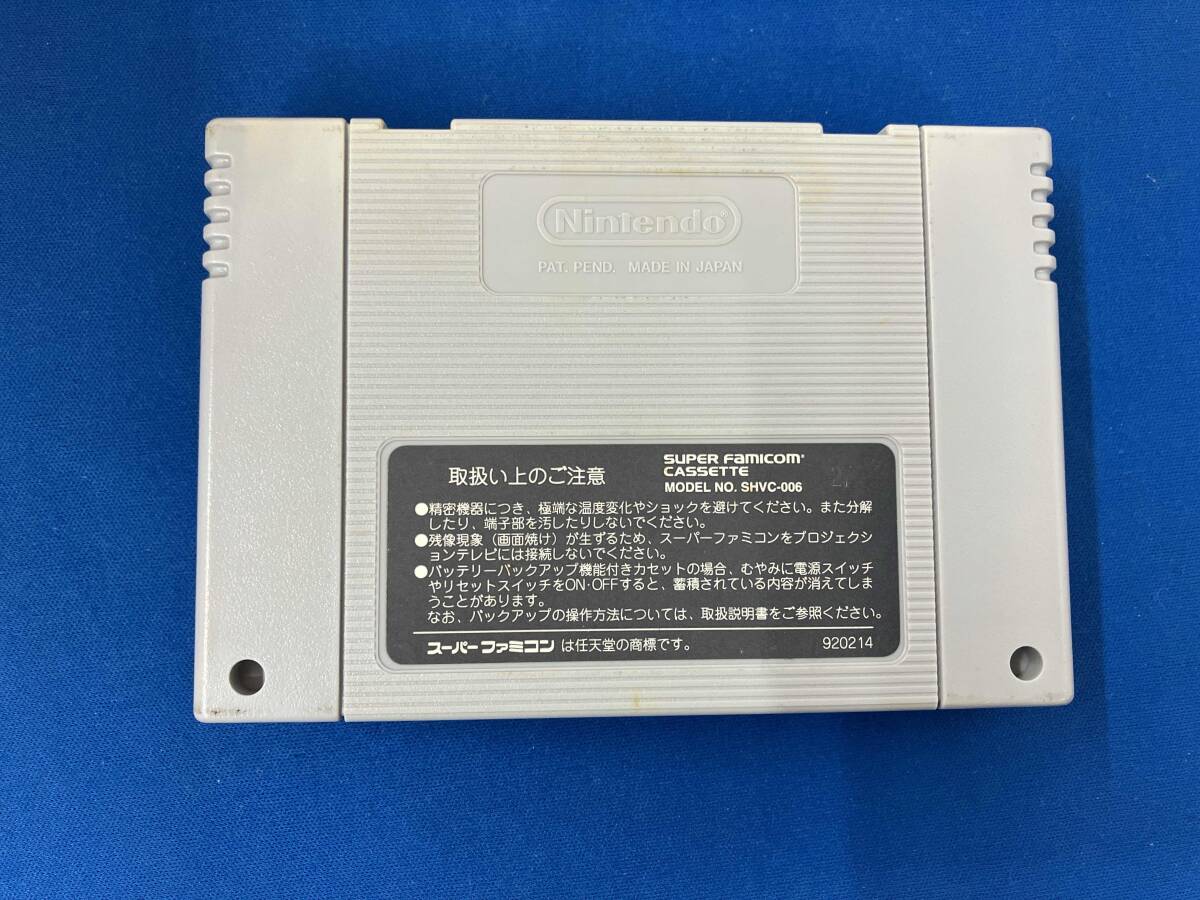 Nintendo®
PAT. PEND. MADE IN JAPAN
取扱い上のご注意
SUPER Famicom®
CASSETTE
MODEL NO. SHVC-006
●精密機器につき、極端な温度変化やショックを避けてください。また分解
したり、端子部を汚したりしないでください。
●残像現象（画面焼け）が生ずるため、スーパーファミコンをプロジェクシ
ョンテレビには接続しないでください。
●バッテリーバックアップ機能付きカセットの場合、むやみに電源スイッチ
やリセットスイッチをON・OFFすると、蓄積されている内容が消えてしま
うことがあります。
なお、バックアップの操作方法については、取扱説明書をご参照ください。
スーパーファミコン は任天堂の商標です。
920214